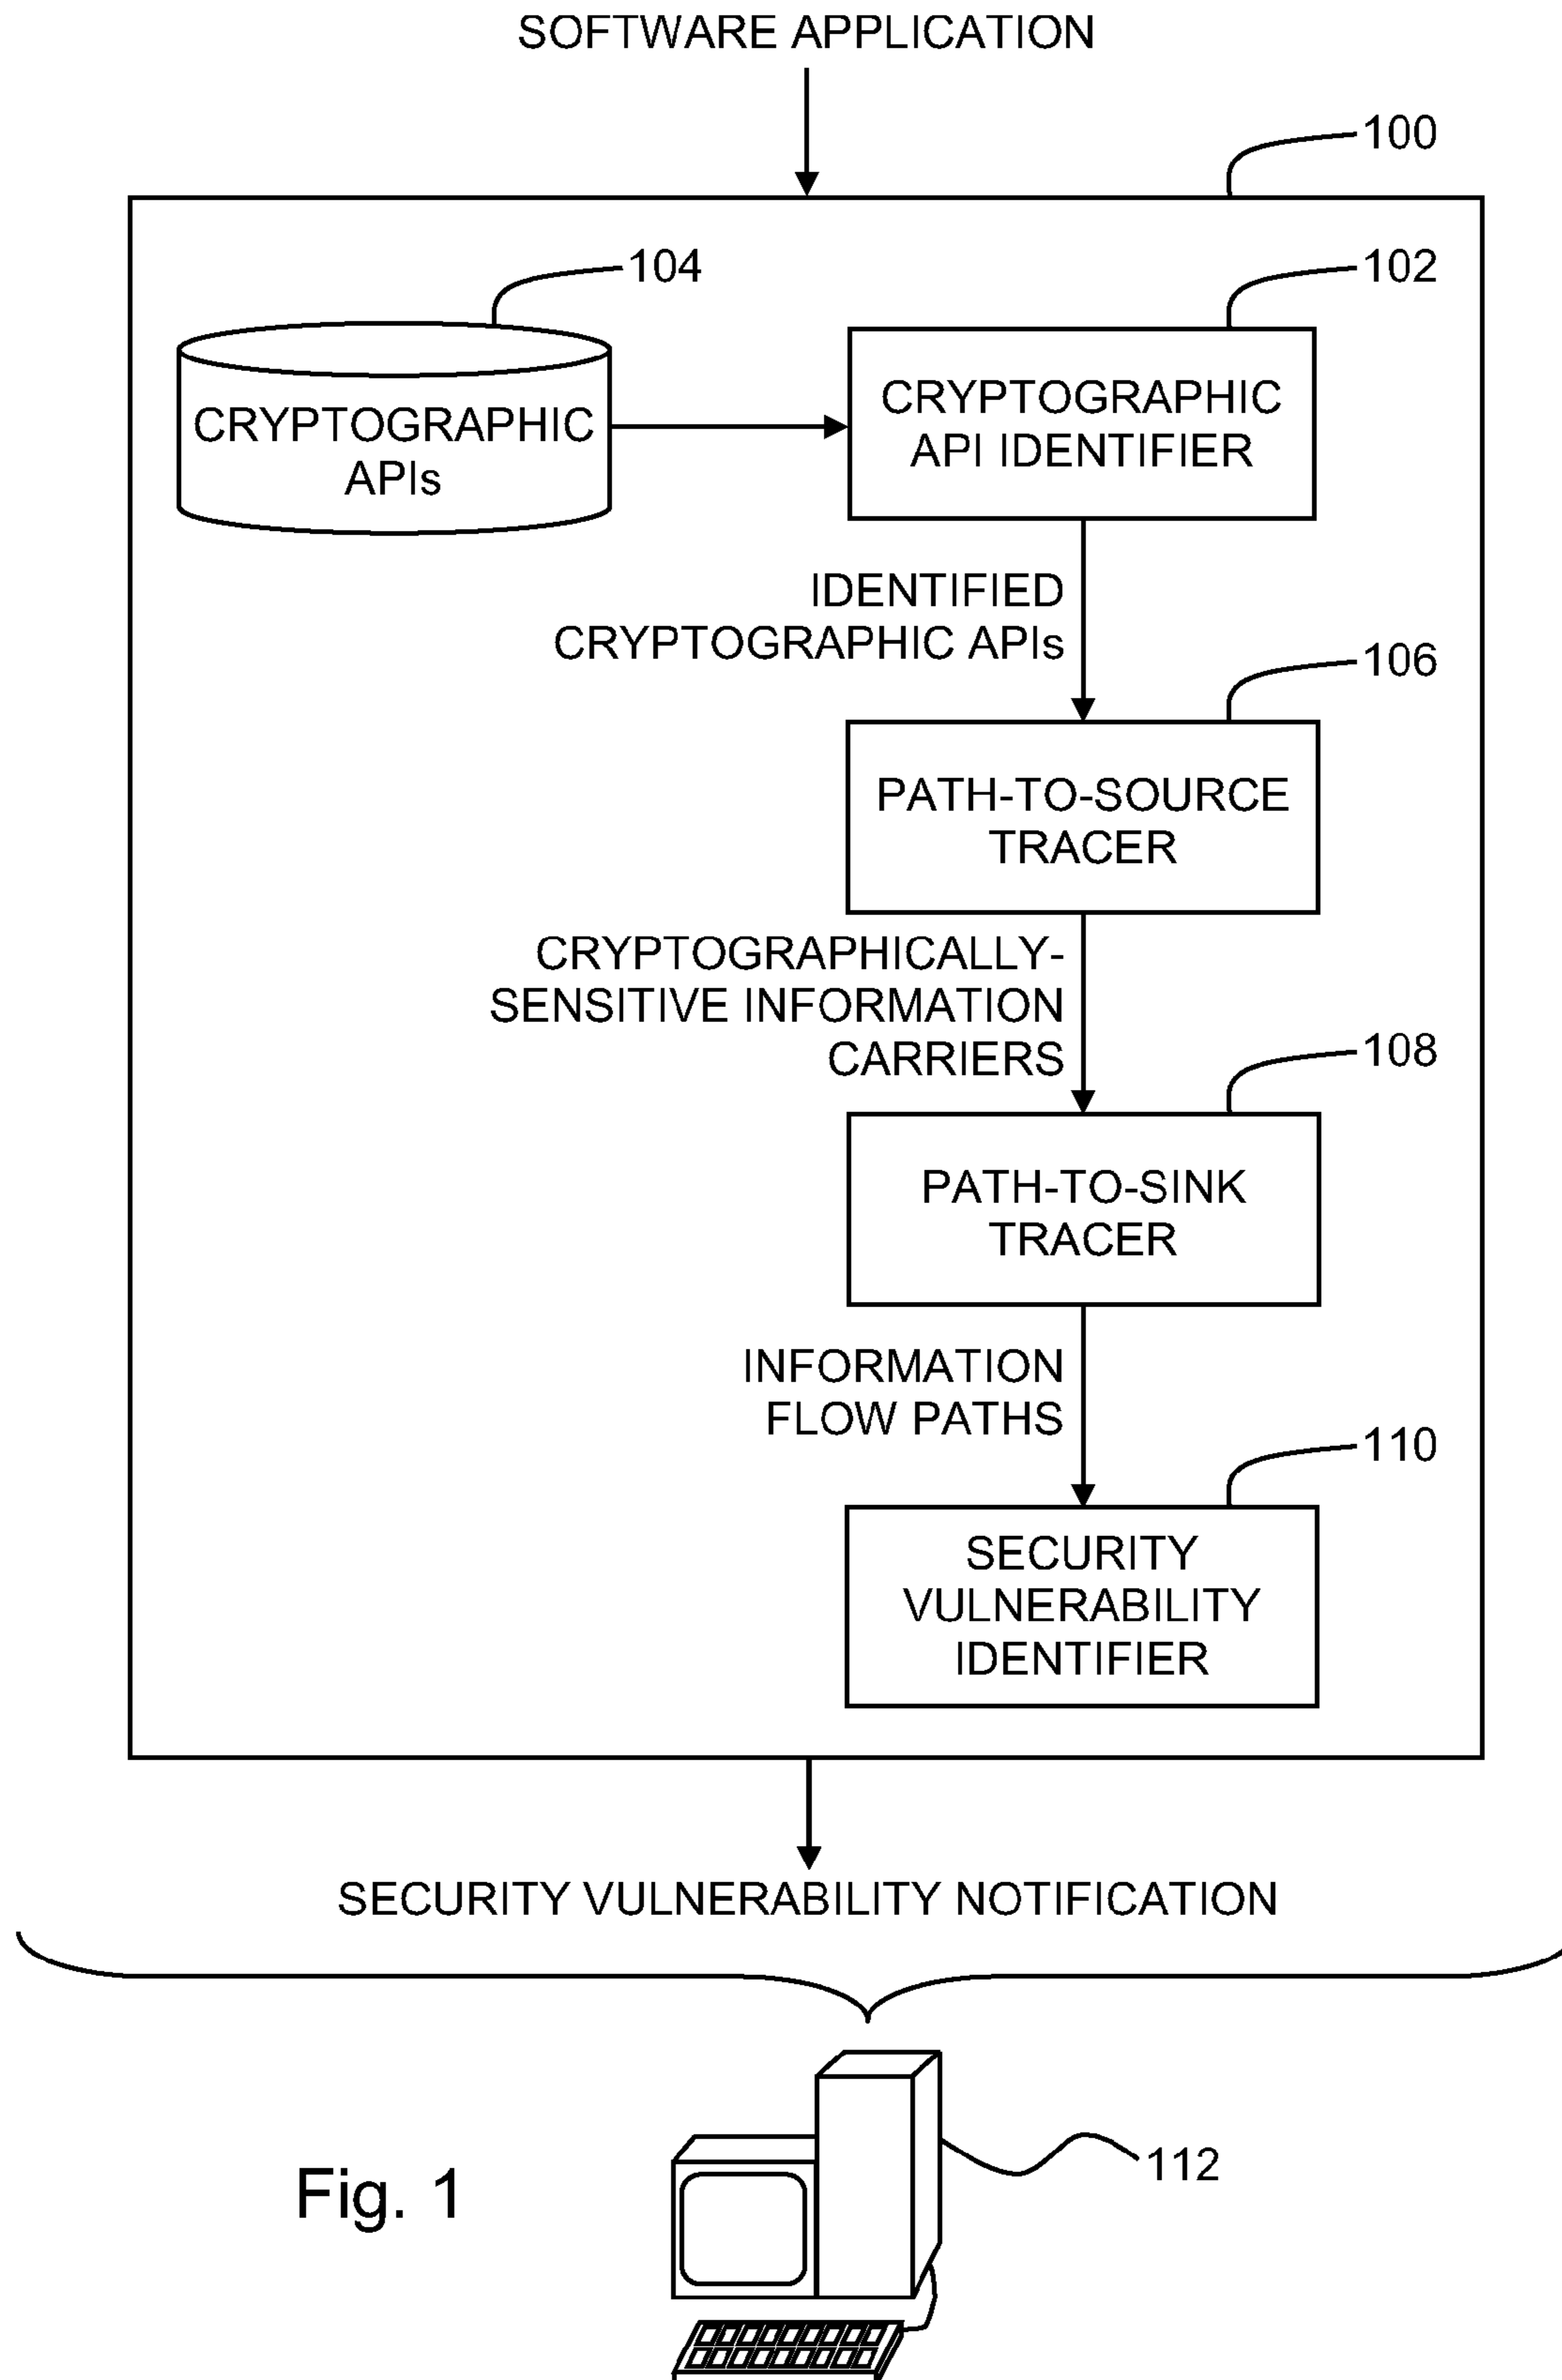 SOFTWARE APPLICATION
100
104
102
CRYPTOGRAPHIC
APIs
CRYPTOGRAPHIC
API IDENTIFIER
IDENTIFIED
CRYPTOGRAPHIC APIs
106
PATH-TO-SOURCE
TRACER
CRYPTOGRAPHICALLY-
SENSITIVE INFORMATION
CARRIERS
108
PATH-TO-SINK
TRACER
INFORMATION
FLOW PATHS
110
SECURITY
VULNERABILITY
IDENTIFIER
SECURITY VULNERABILITY NOTIFICATION
112
Fig. 1